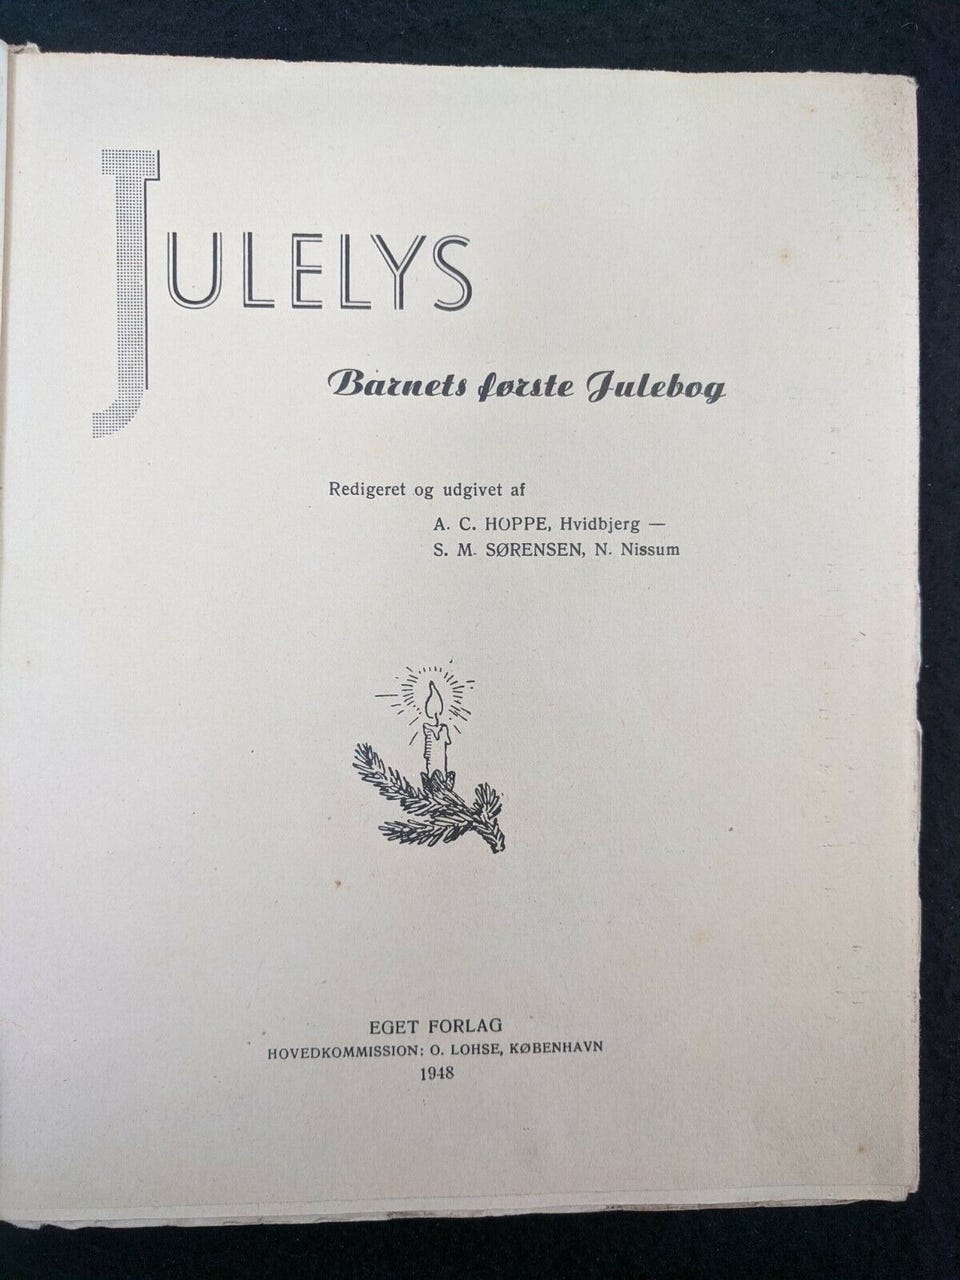 JULELYS
Barnets første Julebog
Redigeret og udgivet af
A. C. HOPPE, Hvidbjerg —
S. M. SØRENSEN, N. Nissum
EGET FORLAG
HOVEDKOMMISSION: O. LOHSE, KØBENHAVN
1948